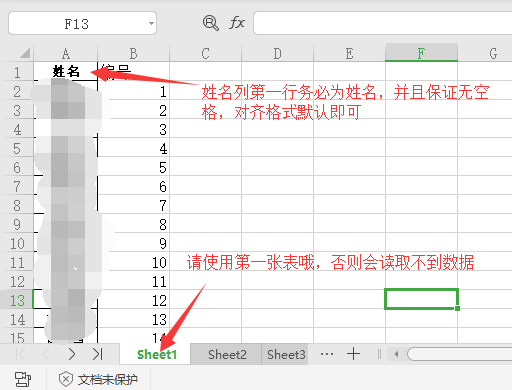 F13
fx
A B C D E F G
1 姓名 编号
2 1
姓名列第一行务必为姓名，并且保证无空
3 2
格，对齐格式默认即可
4 3
5 4
6 5
7 6
8 7
9 8
10 9
11 10
请使用第一张表哦，否则会读取不到数据
12 11
13 12
14 13
15 14
Sheet1 Sheet2 Sheet3 ··· +
文档未保护